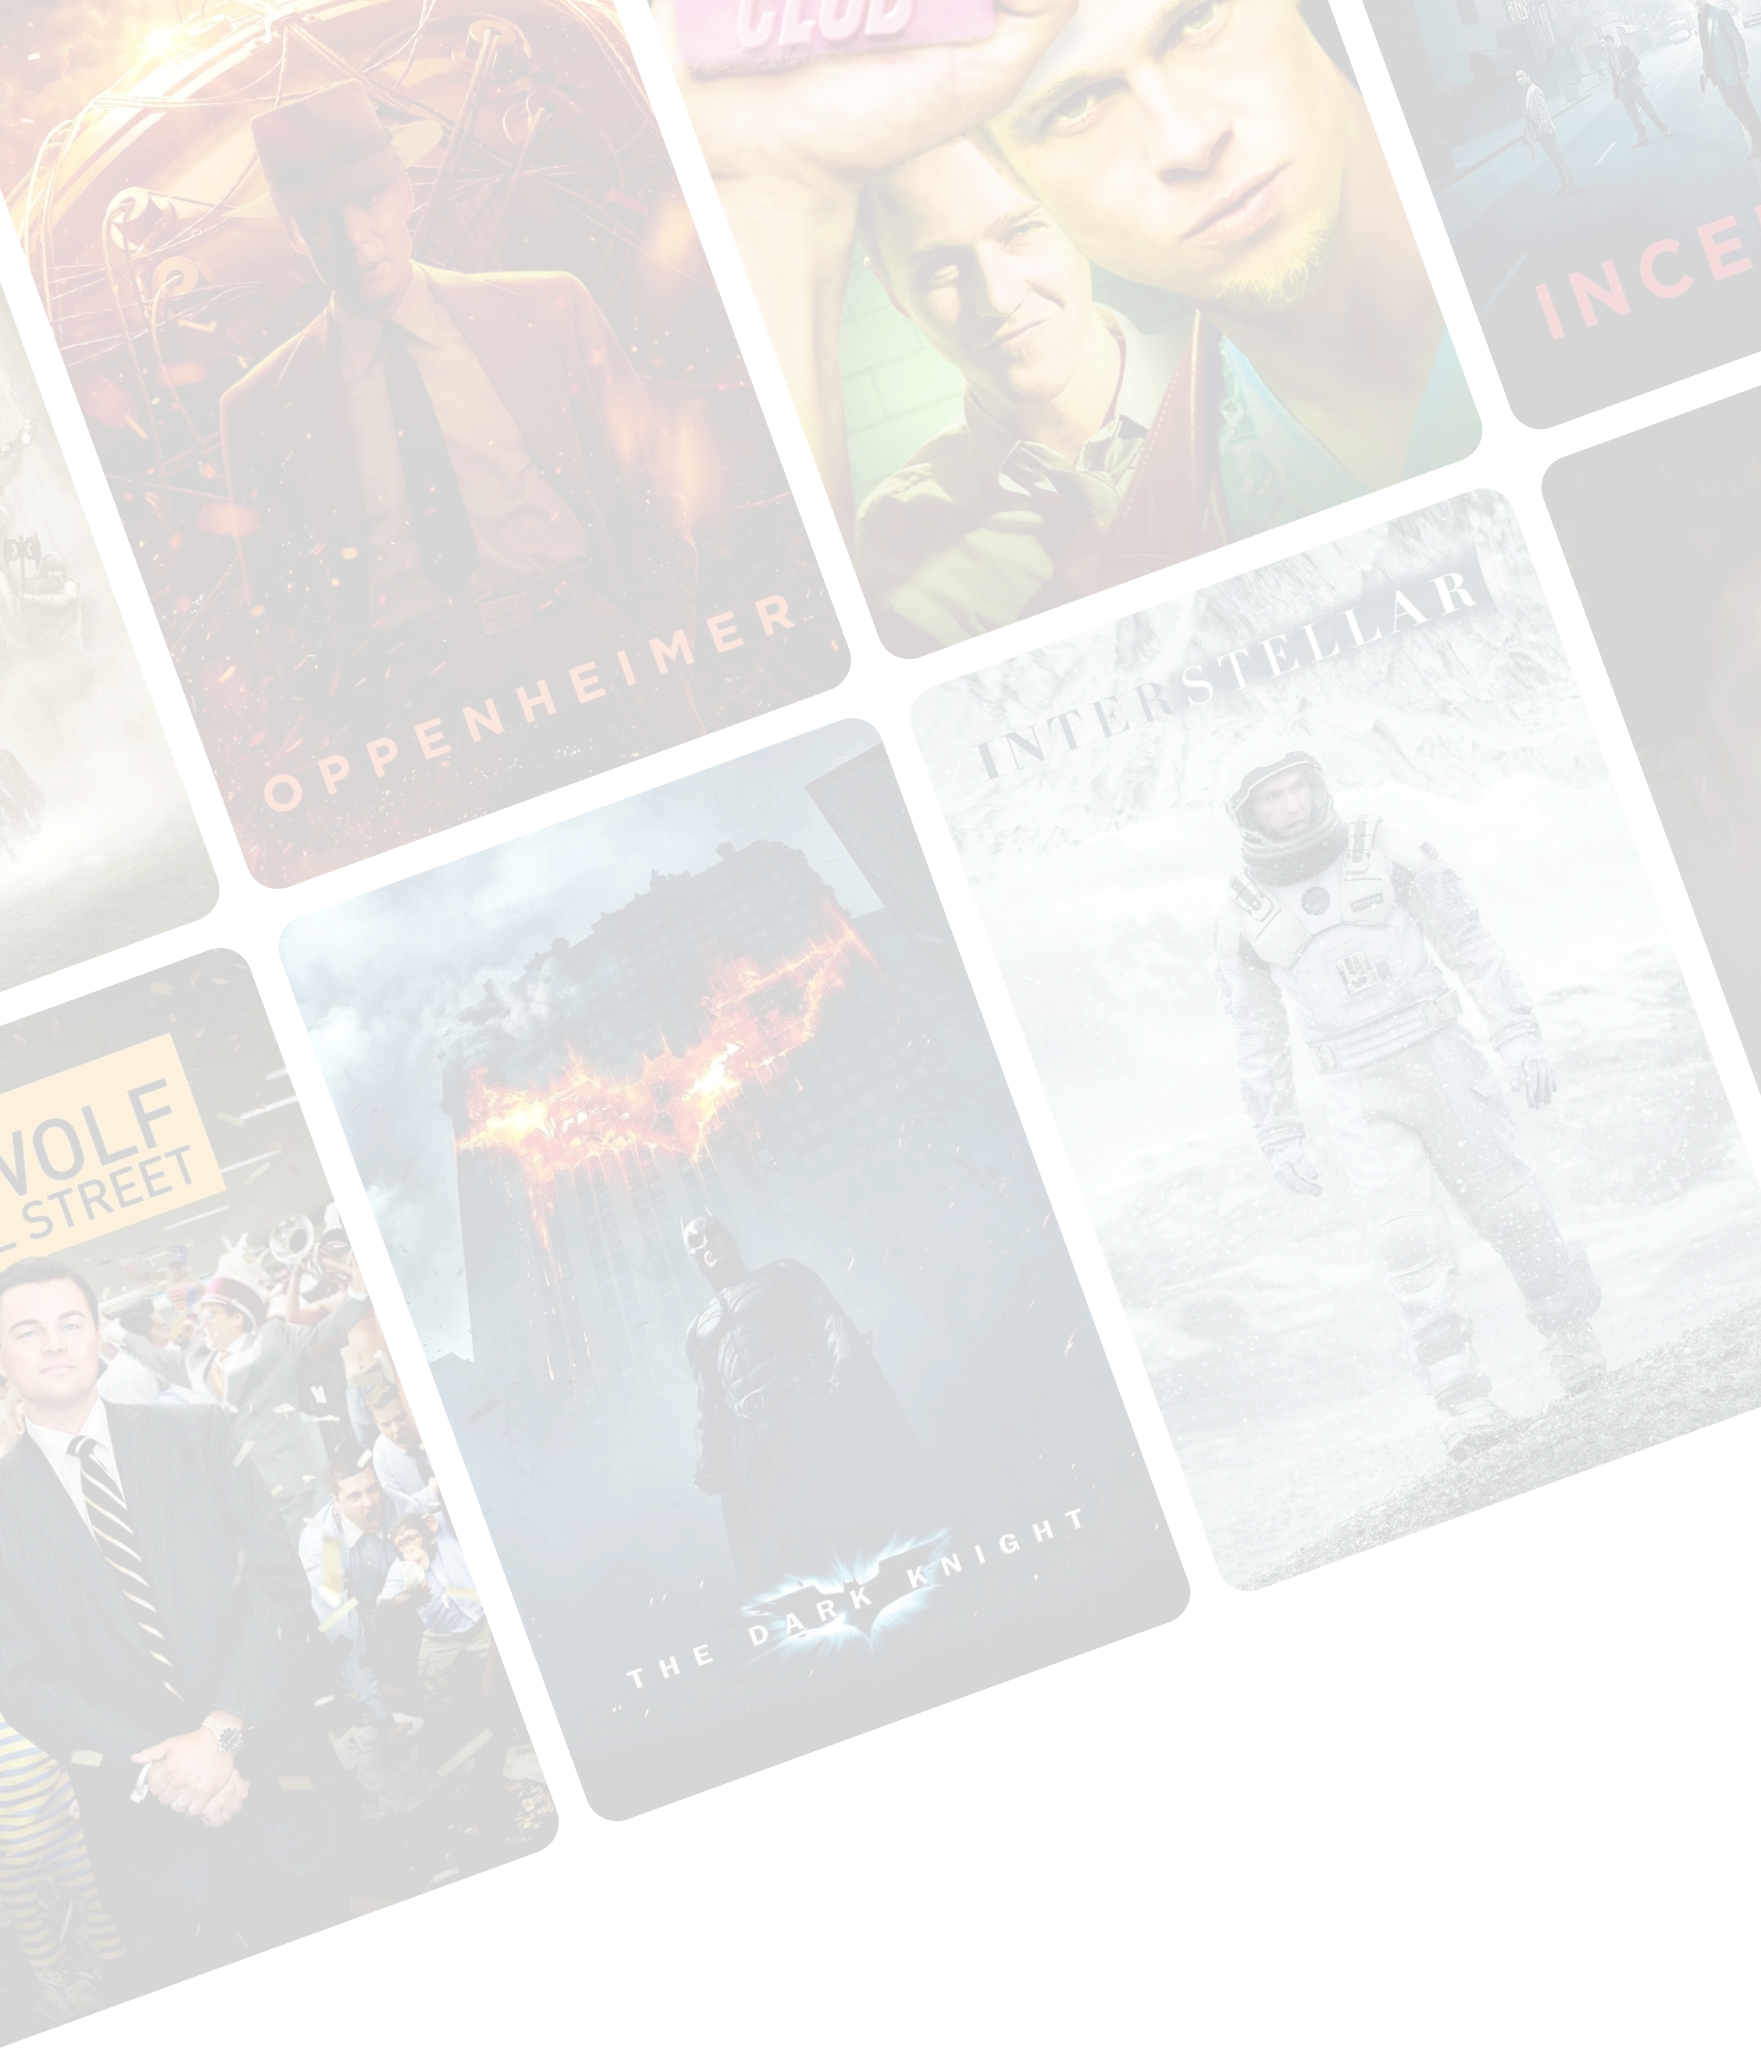 CLUB
INCE
OPPENHEIMER
INTERSTELLAR
WOLF
STREET
THE DARK KNIGHT